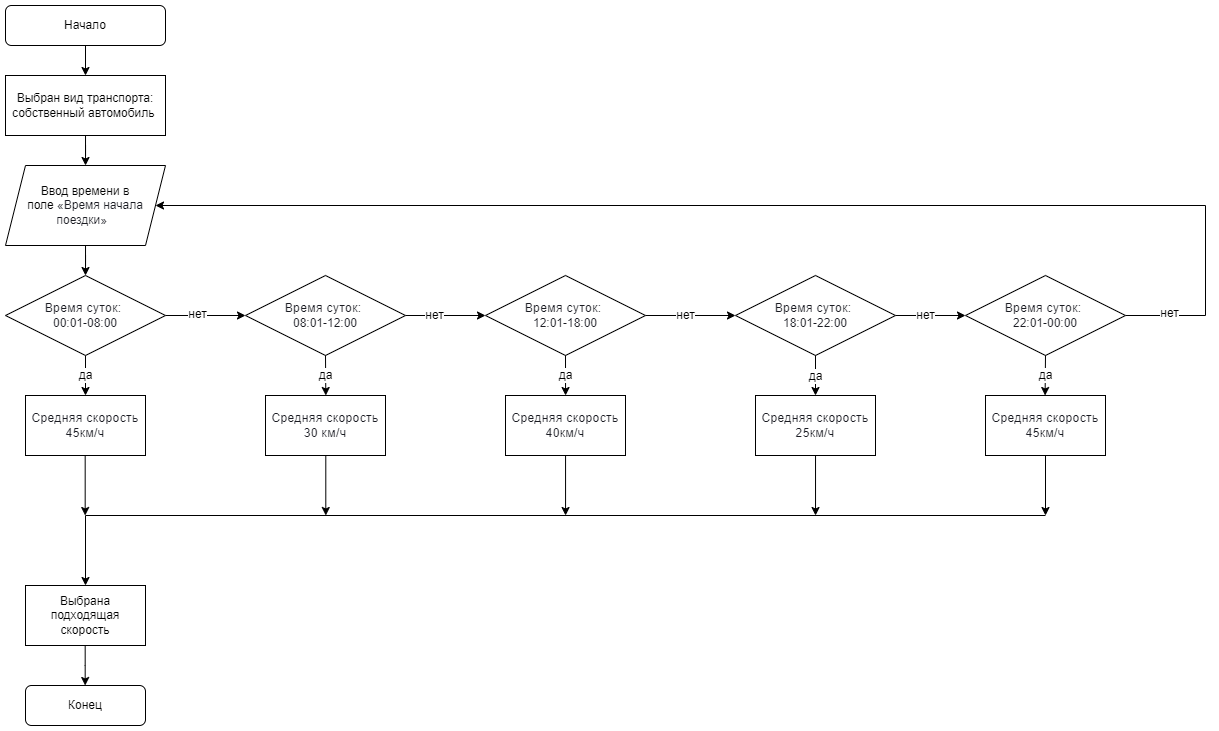 Начало
Выбран вид транспорта:
собственный автомобиль
Ввод времени в
поле «Время начала
поездки»
Время суток:
00:01-08:00
нет
Время суток:
08:01-12:00
нет
Время суток:
12:01-18:00
нет
Время суток:
18:01-22:00
нет
Время суток:
22:01-00:00
нет
да
да
да
да
да
Средняя скорость
45км/ч
Средняя скорость
30 км/ч
Средняя скорость
40км/ч
Средняя скорость
25км/ч
Средняя скорость
45км/ч
Выбрана
подходящая
скорость
Конец